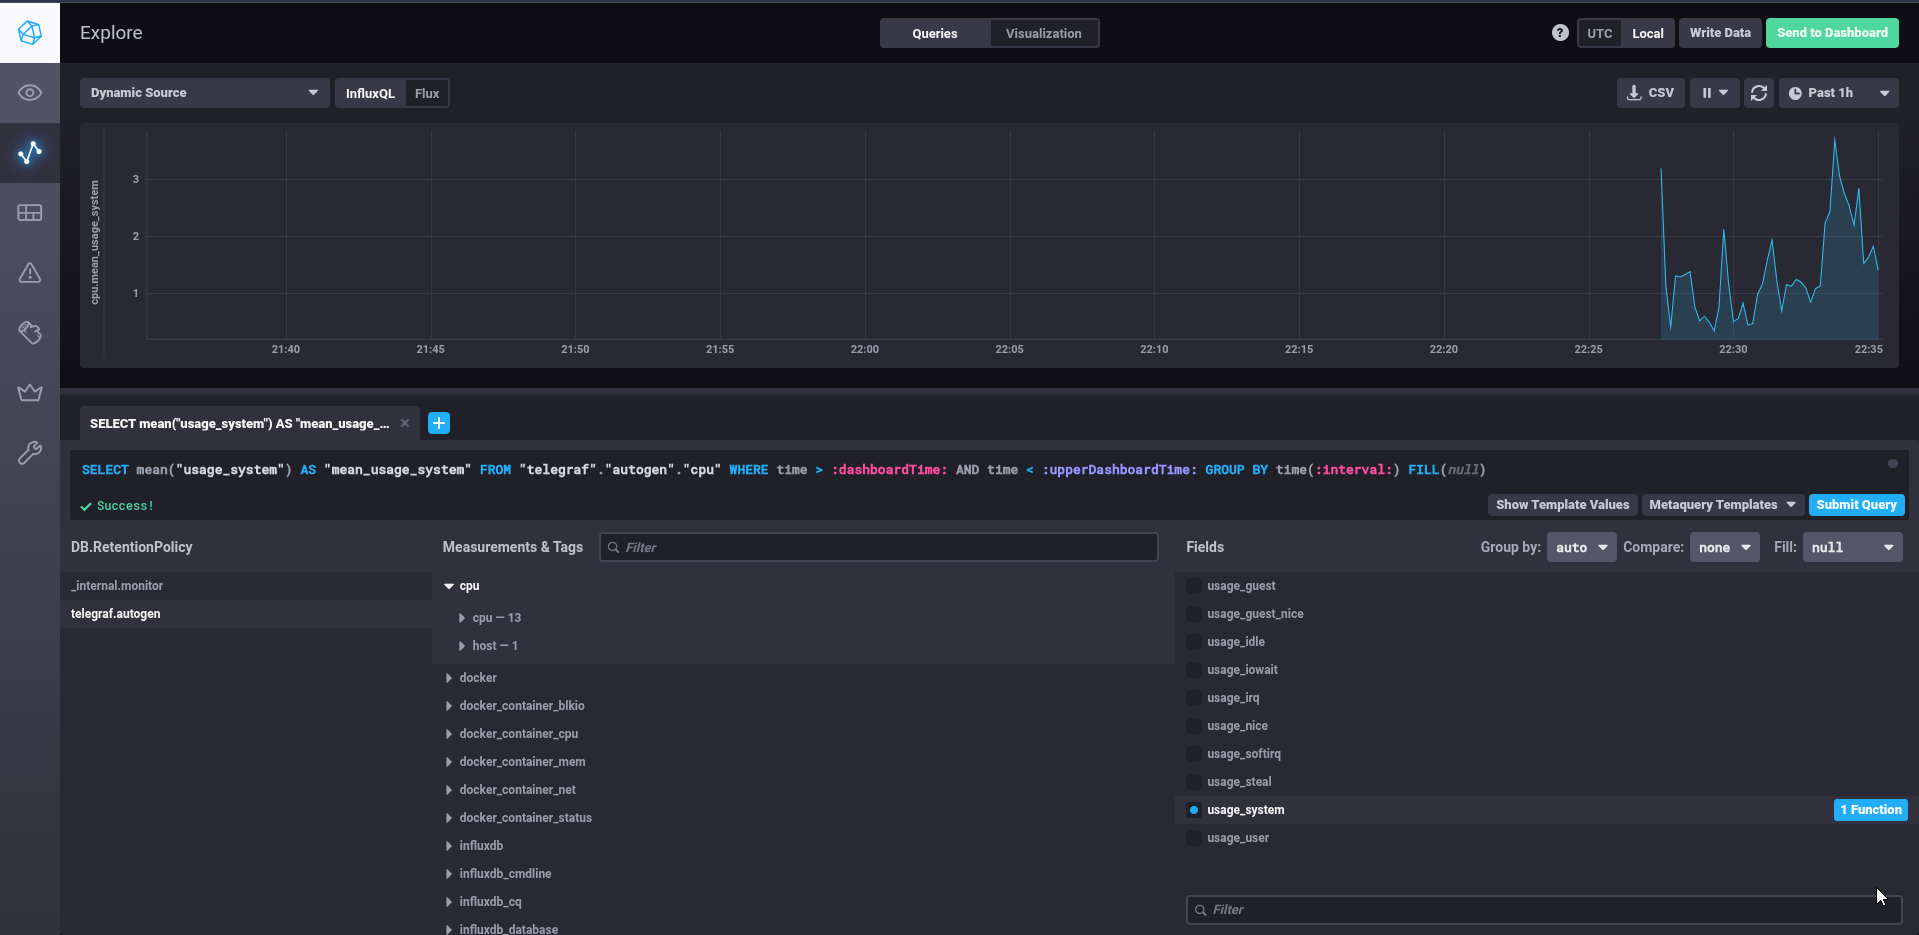 Explore
Queries
Visualization
?
UTC
Local
Write Data
Send to Dashboard
Dynamic Source
InfluxQL
Flux
CSV
Past 1h
cpu.mean_usage_system
3
2
1
21:40
21:45
21:50
21:55
22:00
22:05
22:10
22:15
22:20
22:25
22:30
22:35
SELECT mean("usage_system") AS "mean_usage_...
SELECT mean("usage_system") AS "mean_usage_system" FROM "telegraf"."autogen"."cpu" WHERE time > :dashboardTime: AND time < :upperDashboardTime: GROUP BY time(:interval:) FILL(null)
Success!
Show Template Values
Metaquery Templates
Submit Query
DB.RetentionPolicy
_internal.monitor
telegraf.autogen
Measurements & Tags
Filter
cpu
cpu — 13
host — 1
docker
docker_container_blkio
docker_container_cpu
docker_container_mem
docker_container_net
docker_container_status
influxdb
influxdb_cmdline
influxdb_cq
influxdb_database
Fields
Group by:
auto
Compare:
none
Fill:
null
usage_guest
usage_guest_nice
usage_idle
usage_iowait
usage_irq
usage_nice
usage_softirq
usage_steal
usage_system
1 Function
usage_user
Filter